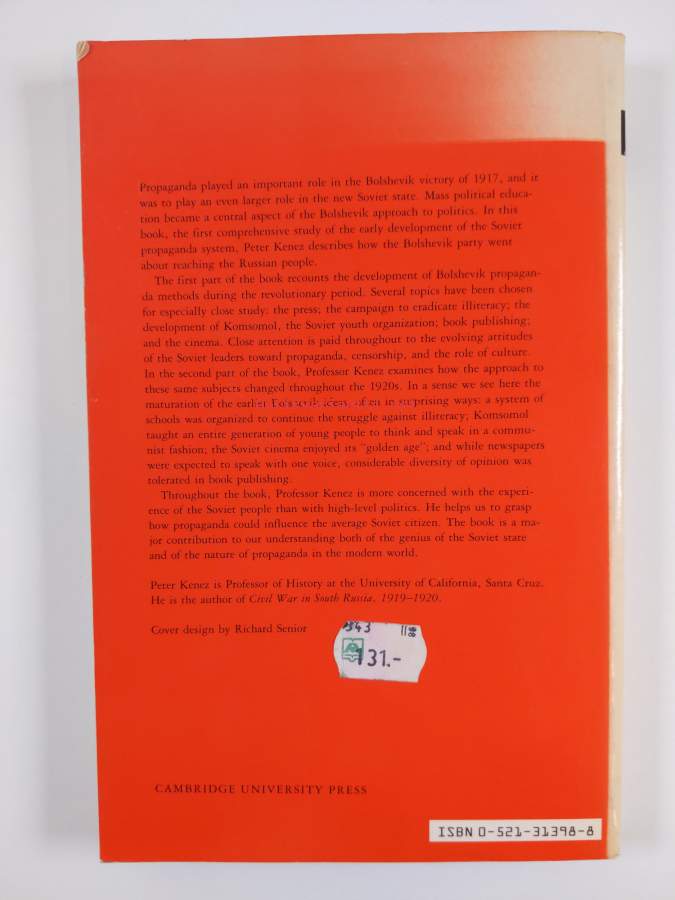 Propaganda played an important role in the Bolshevik victory of 1917, and it
was to play an even larger role in the new Soviet state. Mass political educa-
tion became a central aspect of the Bolshevik approach to politics. In this
book, the first comprehensive study of the early development of the Soviet
propaganda system, Peter Kenez describes how the Bolshevik party went
about reaching the Russian people.
The first part of the book recounts the development of Bolshevik propagan-
da methods during the revolutionary period. Several topics have been chosen
for especially close study: the press; the campaign to eradicate illiteracy; the
development of Komsomol, the Soviet youth organization; book publishing;
and the cinema. Close attention is paid throughout to the evolving attitudes
of the Soviet leaders toward propaganda, censorship, and the role of culture.
In the second part of the book, Professor Kenez examines how the approach to
these same subjects changed throughout the 1920s. In a sense we see here the
maturation of the earlier Bolshevik ideas, often in surprising ways: a system of
schools was organized to continue the struggle against illiteracy; Komsomol
taught an entire generation of young people to think and speak in a commu-
nist fashion; the Soviet cinema enjoyed its "golden age"; and while newspapers
were expected to speak with one voice, considerable diversity of opinion was
tolerated in book publishing.
Throughout the book, Professor Kenez is more concerned with the experi-
ence of the Soviet people than with high-level politics. He helps us to grasp
how propaganda could influence the average Soviet citizen. The book is a ma-
jor contribution to our understanding both of the genius of the Soviet state
and of the nature of propaganda in the modern world.
Peter Kenez is Professor of History at the University of California, Santa Cruz.
He is the author of Civil War in South Russia, 1919–1920.
Cover design by Richard Senior
343
131.-
CAMBRIDGE UNIVERSITY PRESS
ISBN 0-521-31398-8